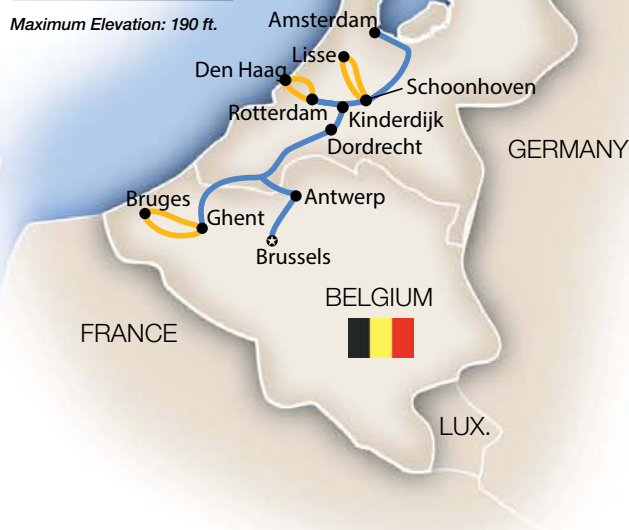 Maximum Elevation: 190 ft.
Amsterdam
Lisse
Den Haag
Schoonhoven
Rotterdam
Kinderdijk
Dordrecht
GERMANY
Bruges
Antwerp
Ghent
Brussels
BELGIUM
FRANCE
LUX.